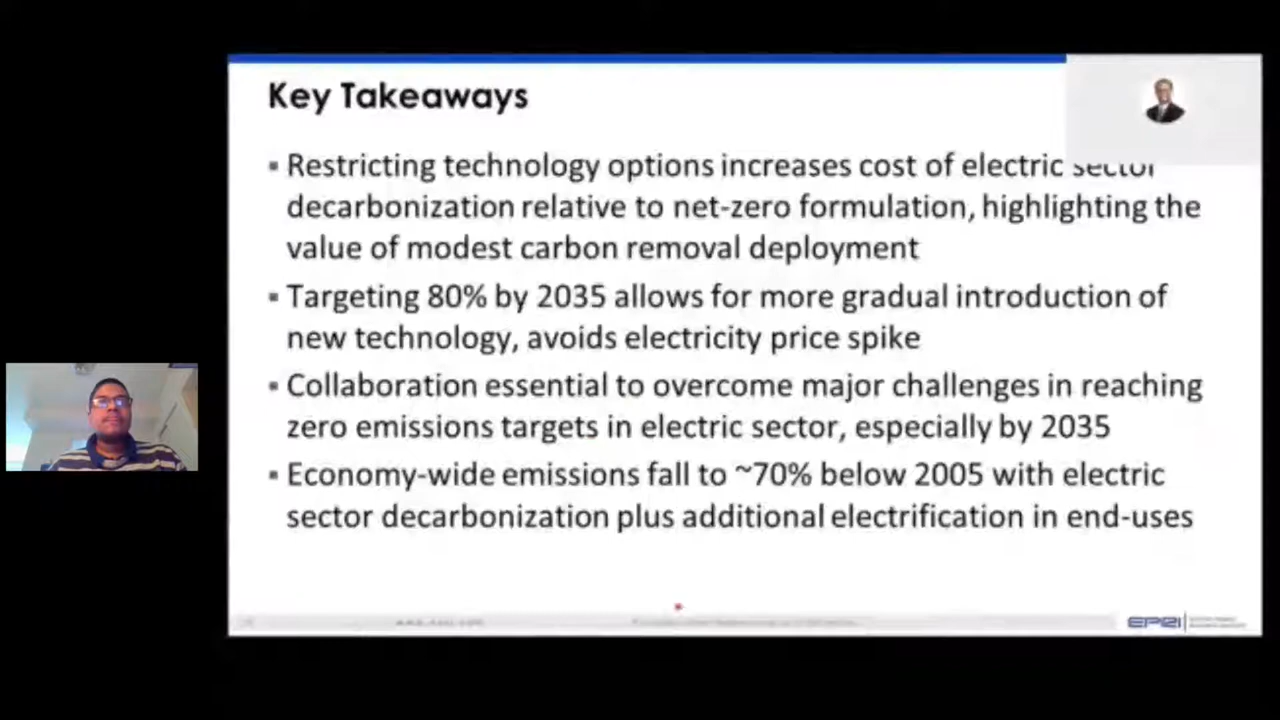 Key Takeaways
▪ Restricting technology options increases cost of electric sector
decarbonization relative to net-zero formulation, highlighting the
value of modest carbon removal deployment
▪ Targeting 80% by 2035 allows for more gradual introduction of
new technology, avoids electricity price spike
▪ Collaboration essential to overcome major challenges in reaching
zero emissions targets in electric sector, especially by 2035
▪ Economy-wide emissions fall to ~70% below 2005 with electric
sector decarbonization plus additional electrification in end-uses
EPRI